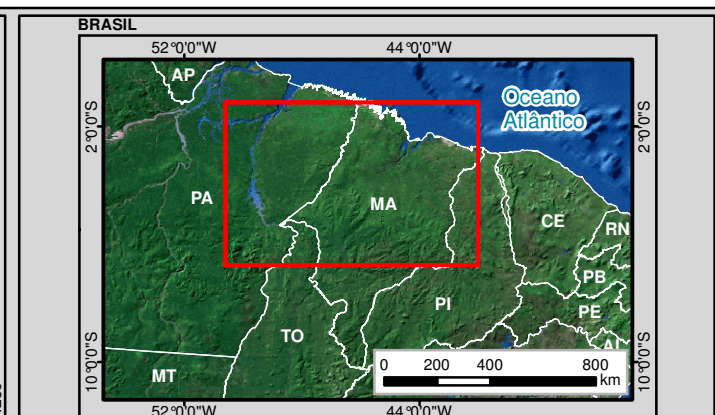 BRASIL
52°0'0"W 44°0'0"W
AP
Oceano
Atlântico
2°0'0"S 2°0'0"S
PA
MA
CE
RN
PB
PI
PE
TO
AL
MT
10°0'0"S 10°0'0"S
0 200 400 800
km
52°0'0"W 44°0'0"W